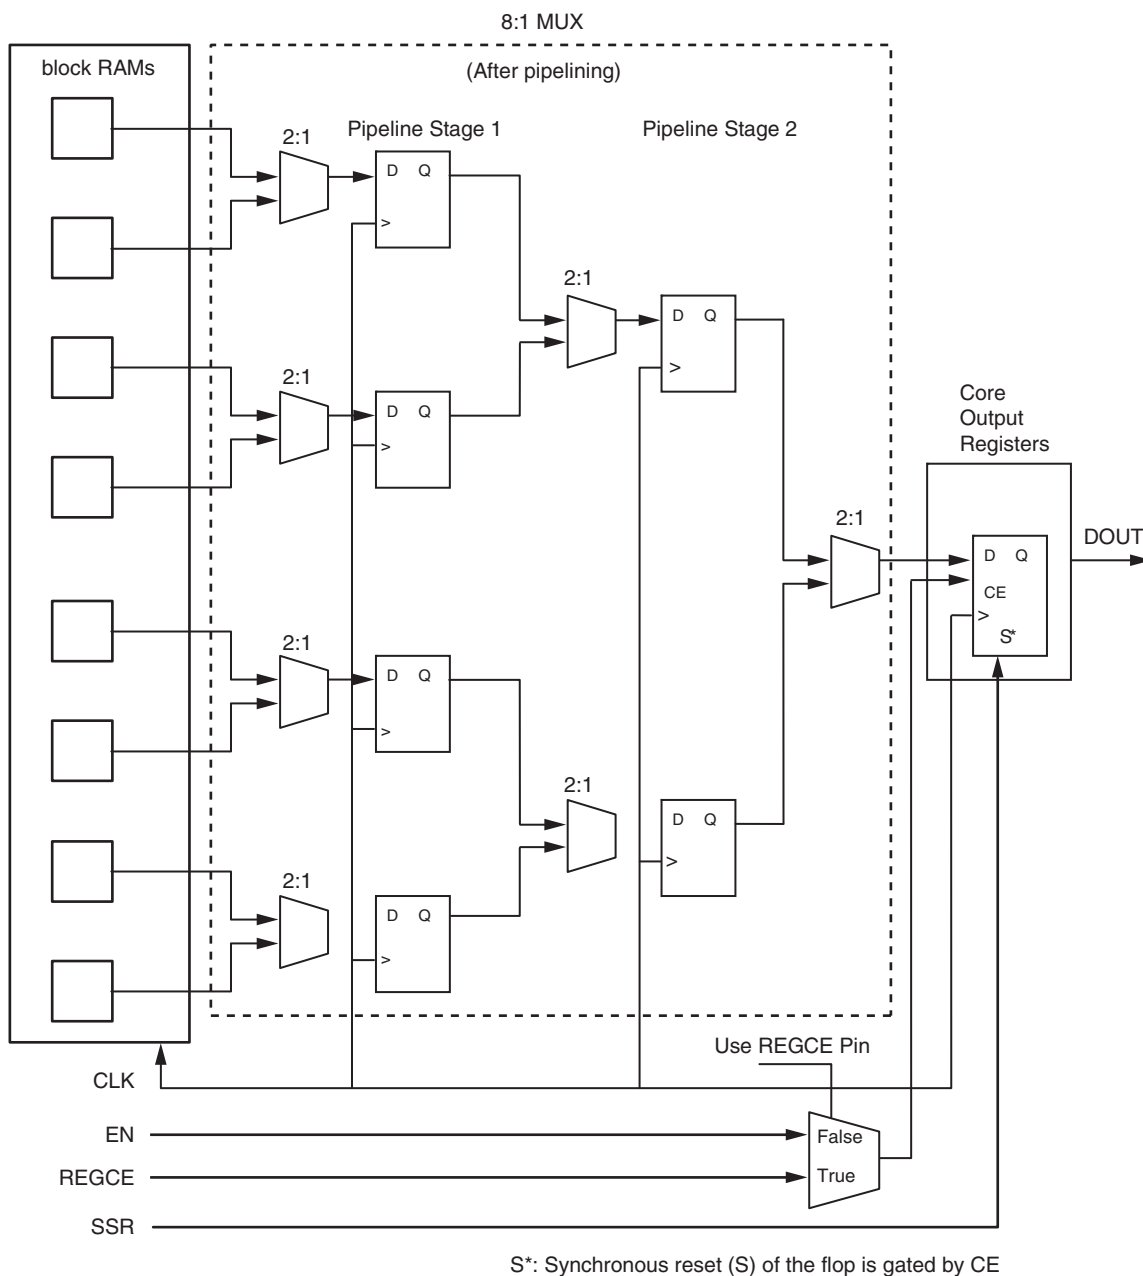 8:1 MUX
block RAMs
(After pipelining)
Pipeline Stage 1
Pipeline Stage 2
2:1
D Q
>
2:1
D Q
>
2:1
D Q
>
2:1
D Q
>
Core
Output
Registers
2:1
DOUT
D Q
CE
>
S*
2:1
D Q
>
2:1
D Q
>
2:1
D Q
>
Use REGCE Pin
CLK
EN
False
REGCE
True
SSR
S*: Synchronous reset (S) of the flop is gated by CE